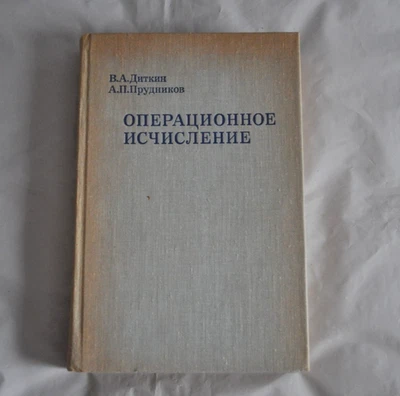 В.А.Диткин
А.П.Прудников
ОПЕРАЦИОННОЕ
ИСЧИСЛЕНИЕ